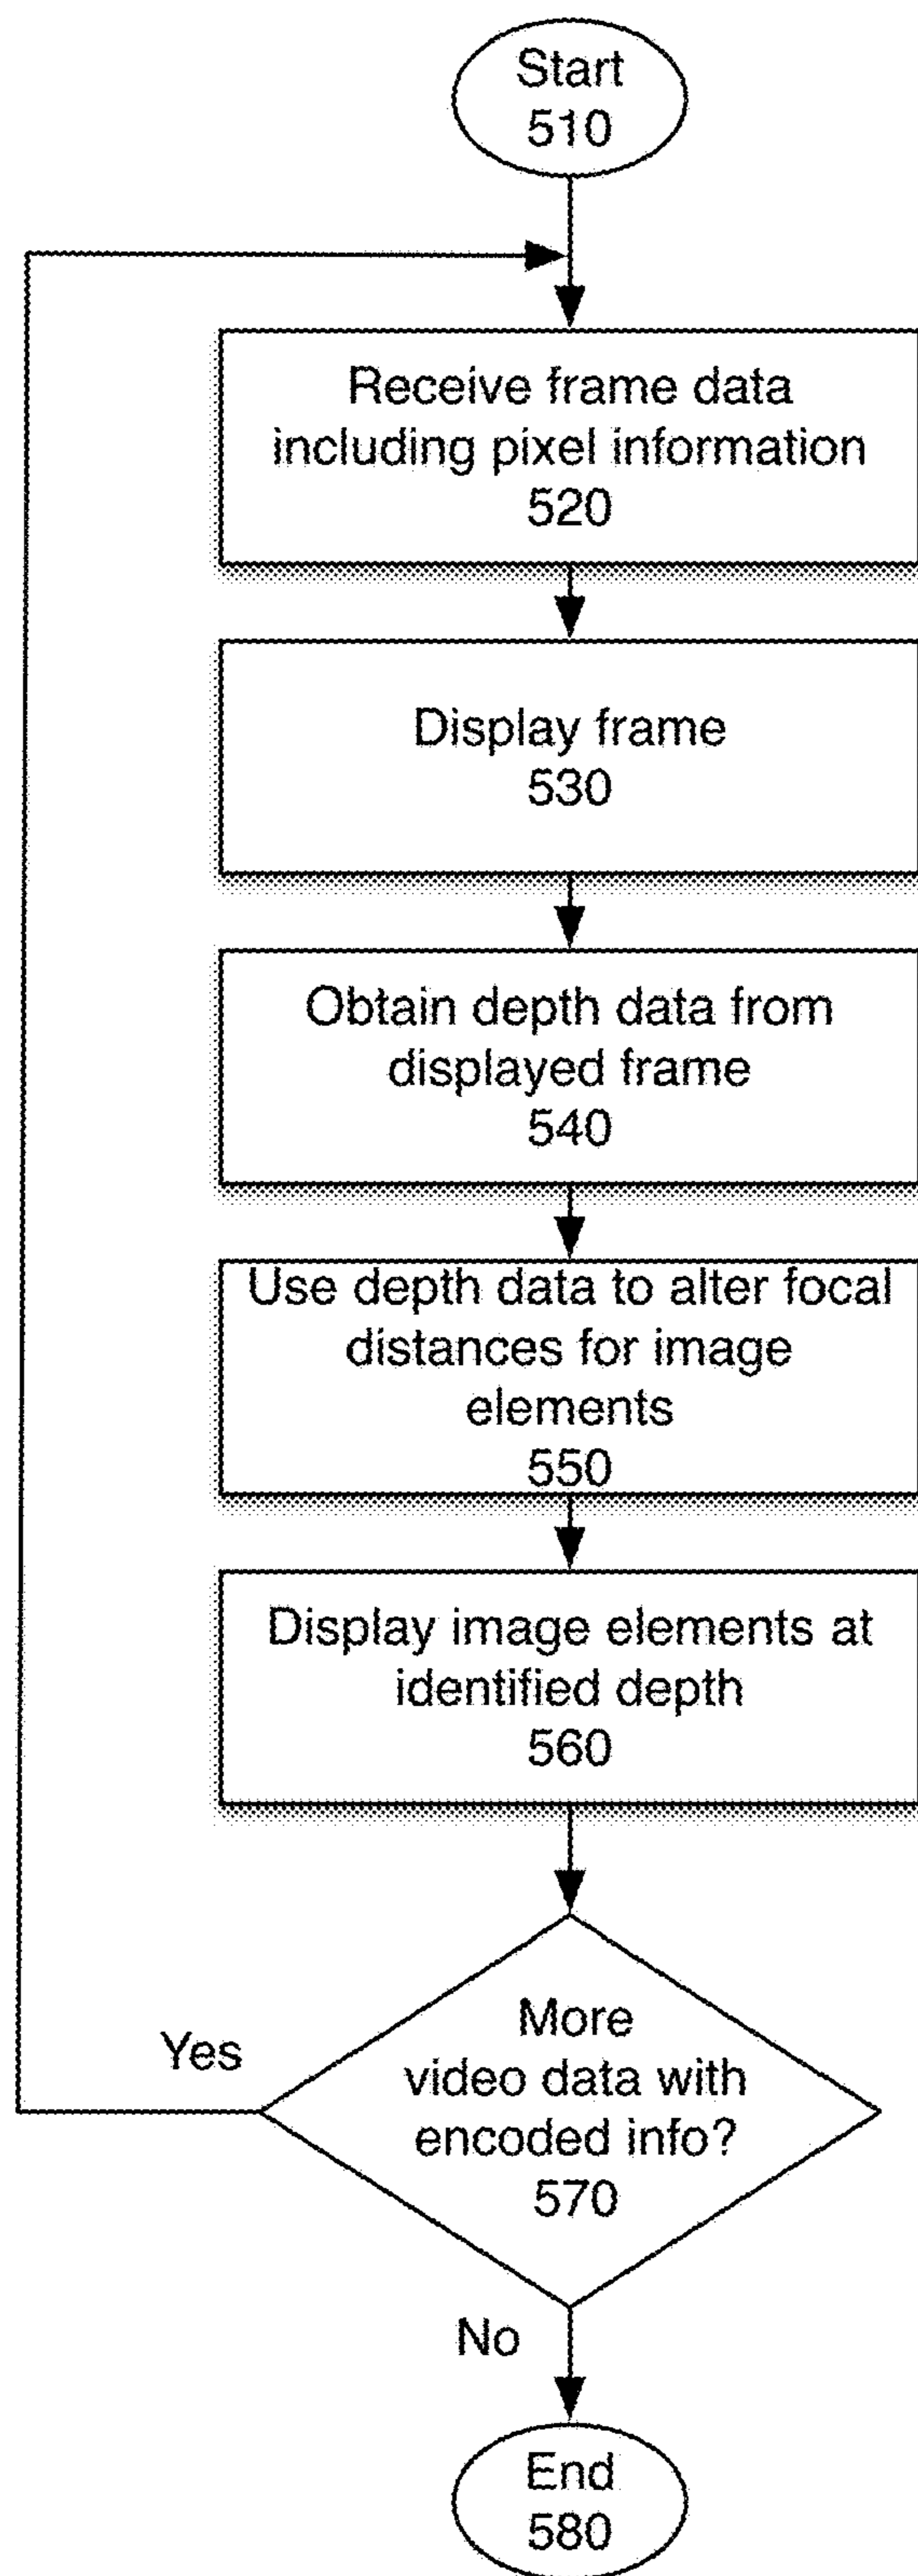 Start
510
Receive frame data
including pixel information
520
Display frame
530
Obtain depth data from
displayed frame
540
Use depth data to alter focal
distances for image
elements
550
Display image elements at
identified depth
560
More
video data with
encoded info?
570
Yes
No
End
580